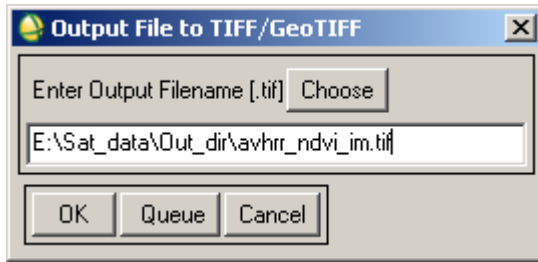 Output File to TIFF/GeoTIFF
Enter Output Filename [.tif] Choose
E:\Sat_data\Out_dir\avhrr_ndvi_im.tif
OK Queue Cancel